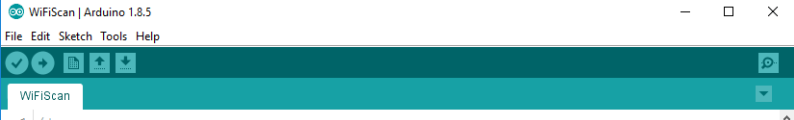 WiFiScan | Arduino 1.8.5
File Edit Sketch Tools Help
WiFiScan